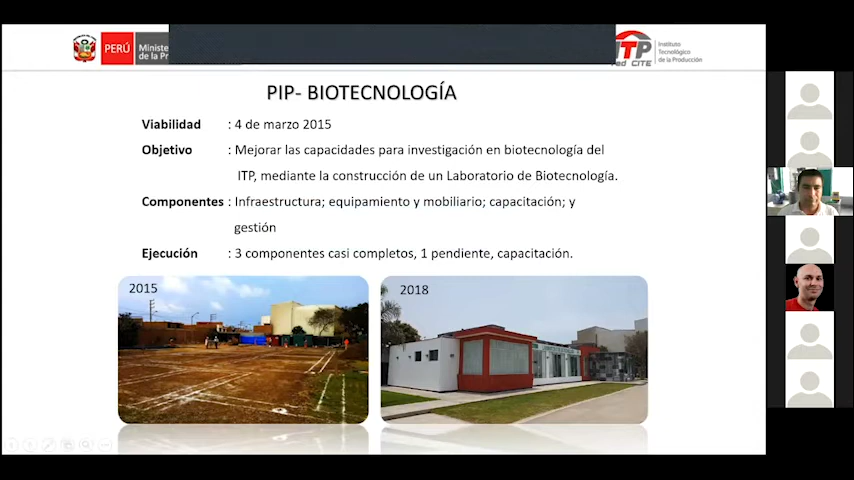 PERÚ
Ministe
de la Pr
ITP
red CITE
Instituto
Tecnológico
de la Producción
PIP- BIOTECNOLOGÍA
Viabilidad : 4 de marzo 2015
Objetivo : Mejorar las capacidades para investigación en biotecnología del
ITP, mediante la construcción de un Laboratorio de Biotecnología.
Componentes : Infraestructura; equipamiento y mobiliario; capacitación; y
gestión
Ejecución : 3 componentes casi completos, 1 pendiente, capacitación.
2015
2018